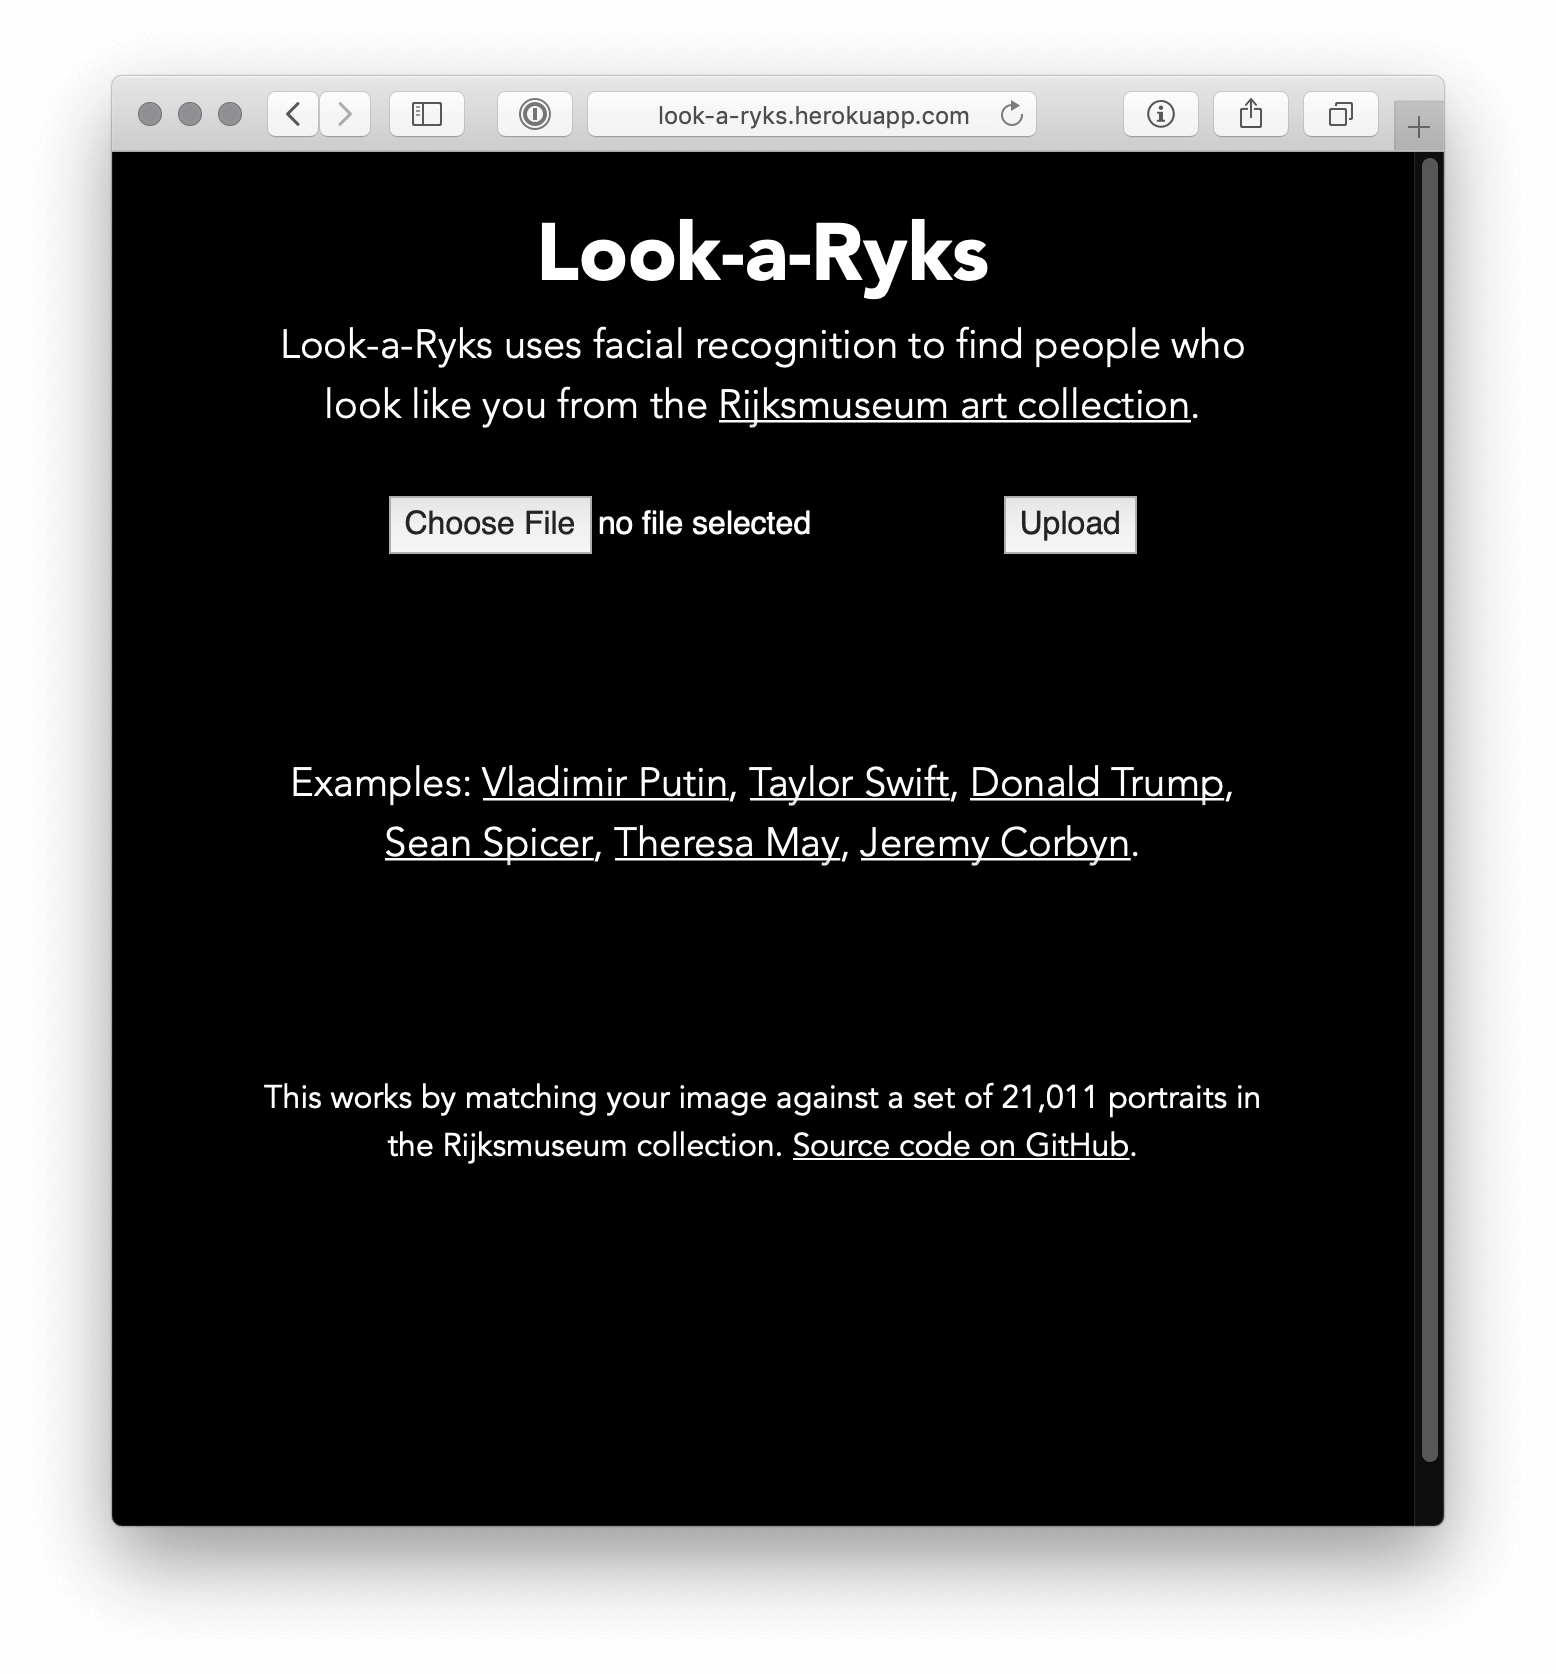 look-a-ryks.herokuapp.com
Look-a-Ryks
Look-a-Ryks uses facial recognition to find people who
look like you from the Rijksmuseum art collection.
Choose File no file selected Upload
Examples: Vladimir Putin, Taylor Swift, Donald Trump,
Sean Spicer, Theresa May, Jeremy Corbyn.
This works by matching your image against a set of 21,011 portraits in
the Rijksmuseum collection. Source code on GitHub.